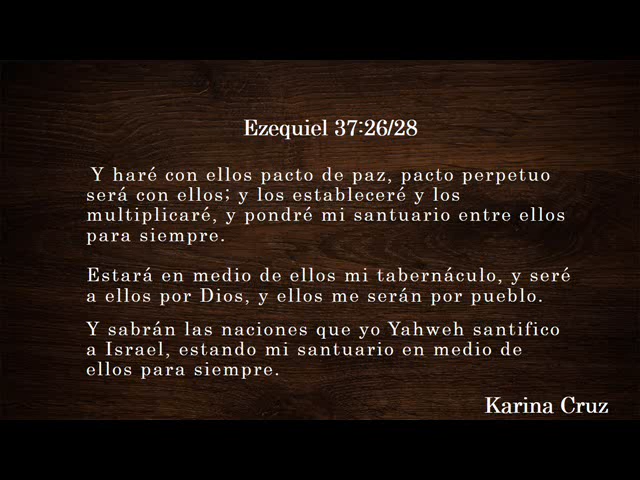 Ezequiel 37:26/28
Y haré con ellos pacto de paz, pacto perpetuo
será con ellos; y los estableceré y los
multiplicaré, y pondré mi santuario entre ellos
para siempre.
Estará en medio de ellos mi tabernáculo, y seré
a ellos por Dios, y ellos me serán por pueblo.
Y sabrán las naciones que yo Yahweh santifico
a Israel, estando mi santuario en medio de
ellos para siempre.
Karina Cruz